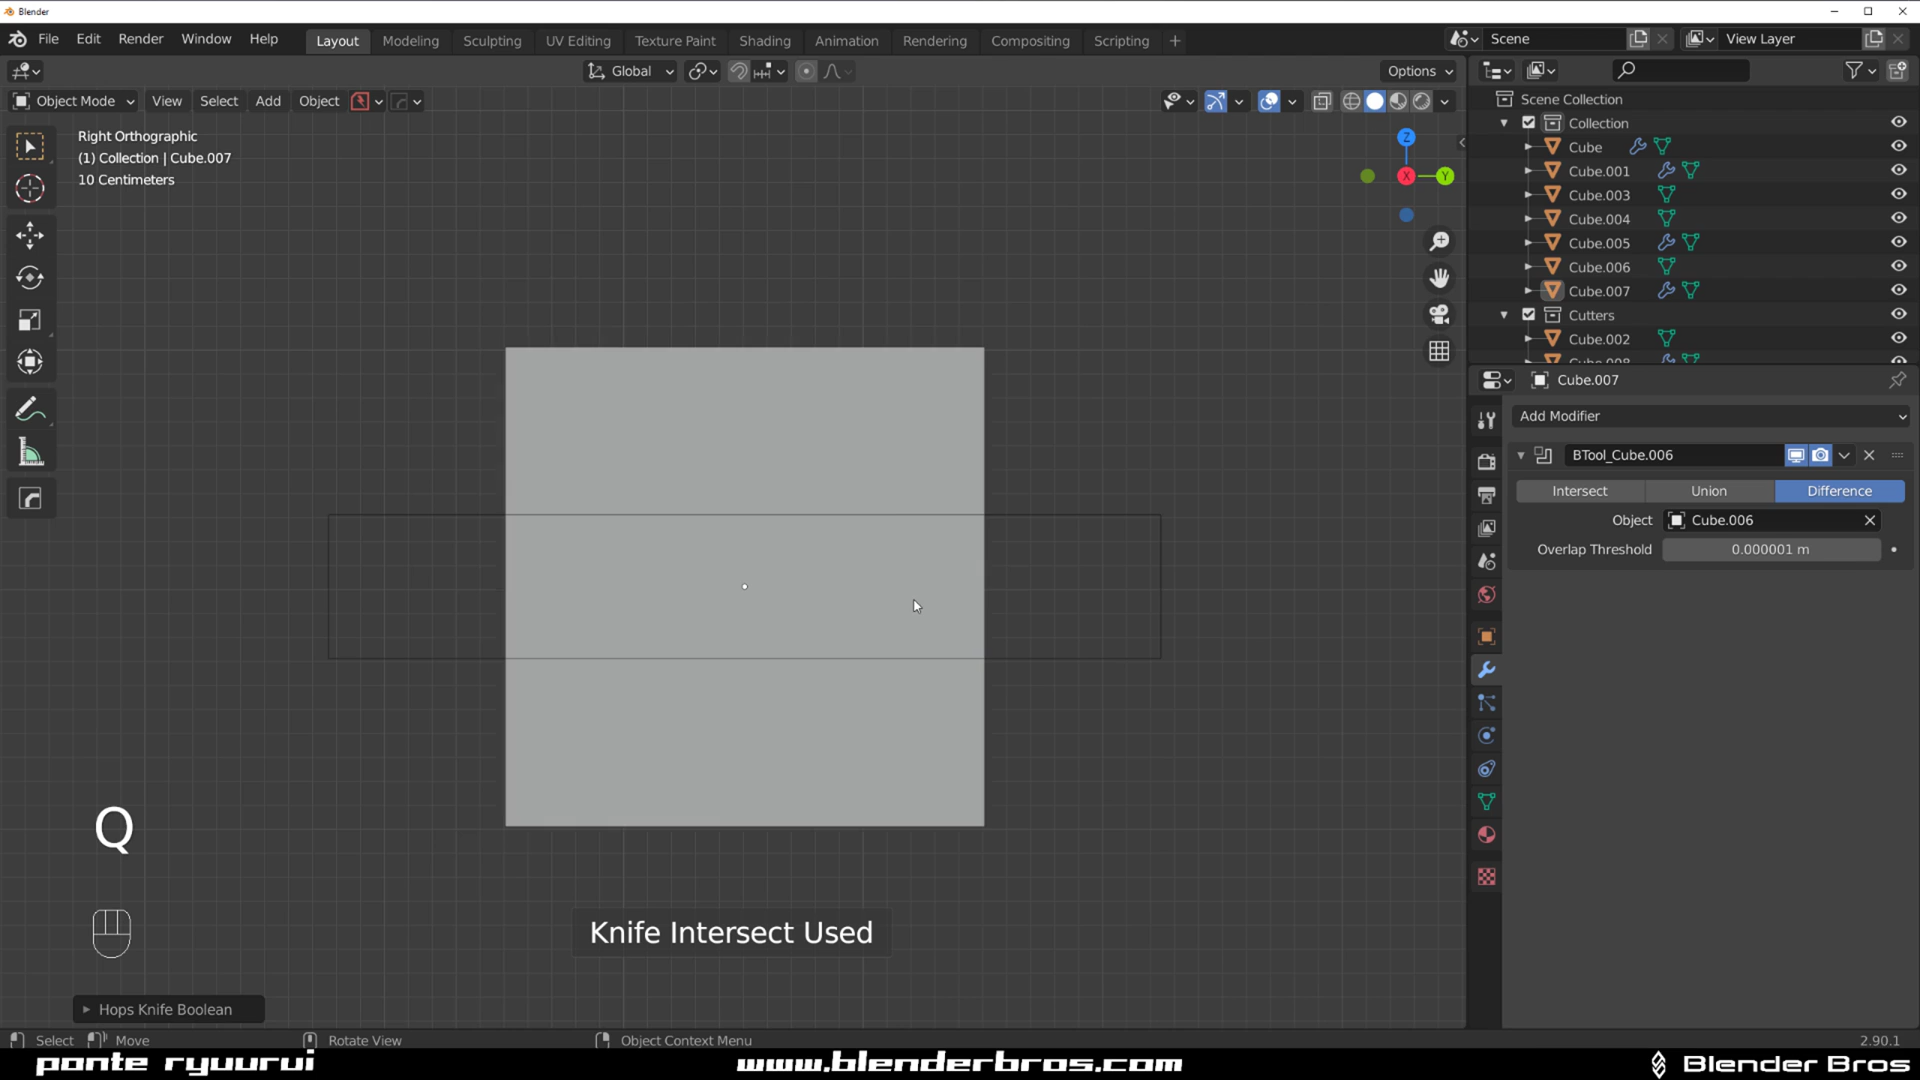 Blender
File Edit Render Window Help Layout Modeling Sculpting UV Editing Texture Paint Shading Animation Rendering Compositing Scripting + Scene View Layer
Global Options
Object Mode View Select Add Object
Right Orthographic
(1) Collection | Cube.007
10 Centimeters
Z
X
Y
Scene Collection
Collection
Cube
Cube.001
Cube.003
Cube.004
Cube.005
Cube.006
Cube.007
Cutters
Cube.002
Cube.008
Cube.007
Add Modifier
BTool_Cube.006
Intersect Union Difference
Object Cube.006
Overlap Threshold 0.000001 m
Q
Knife Intersect Used
Hops Knife Boolean
Select Move Rotate View Object Context Menu 2.90.1
ponte ryuurui www.blenderbros.com Blender Bros